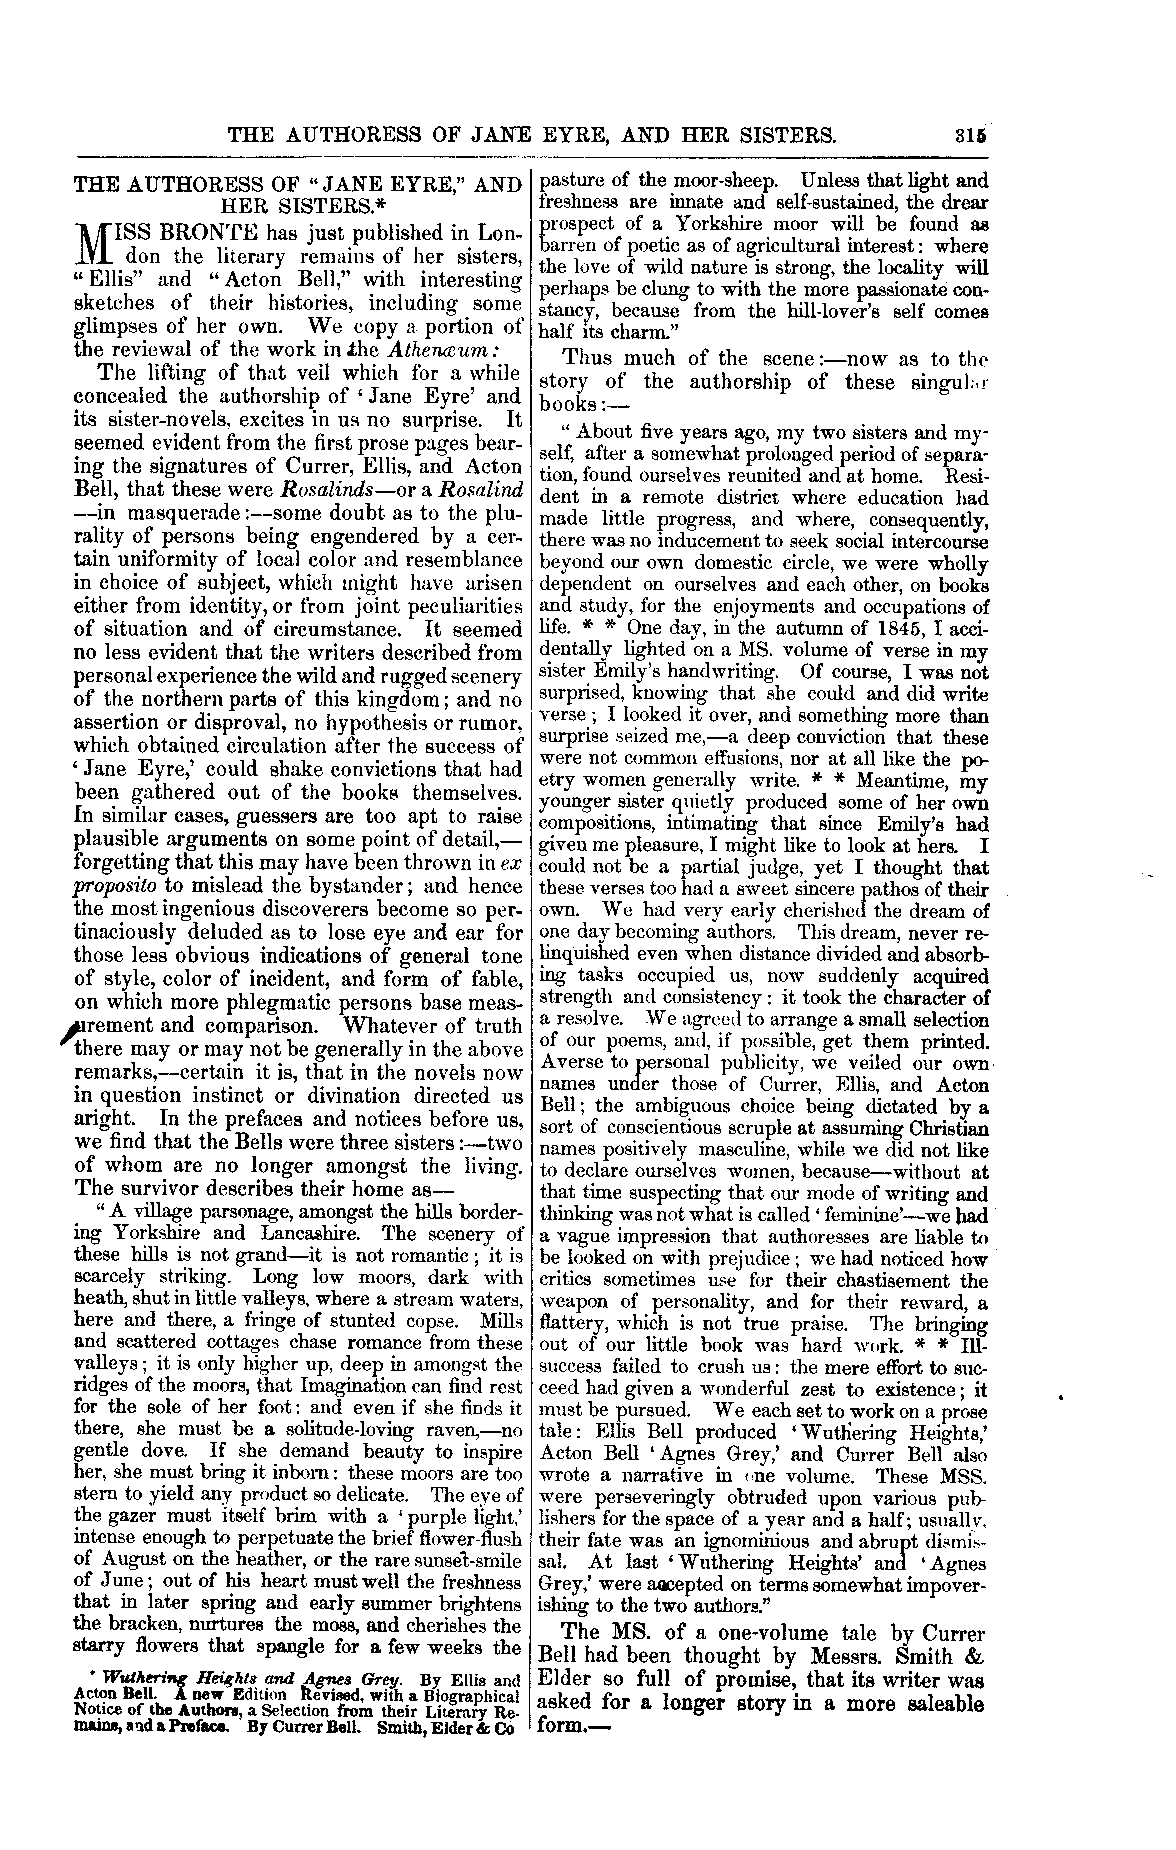 THE AUTHORESS OF JANE EYRE, AND HER SISTERS. 315
THE AUTHORESS OF "JANE EYRE," AND
HER SISTERS.*
MISS BRONTE has just published in Lon-
don the literary remains of her sisters,
"Ellis" and "Acton Bell," with interesting
sketches of their histories, including some
glimpses of her own. We copy a portion of
the reviewal of the work in the Athenæum:
The lifting of that veil which for a while
concealed the authorship of 'Jane Eyre' and
its sister-novels, excites in us no surprise. It
seemed evident from the first prose pages bear-
ing the signatures of Currer, Ellis, and Acton
Bell, that these were Rosalinds—or a Rosalind
—in masquerade:—some doubt as to the plu-
rality of persons being engendered by a cer-
tain uniformity of local color and resemblance
in choice of subject, which might have arisen
either from identity, or from joint peculiarities
of situation and of circumstance. It seemed
no less evident that the writers described from
personal experience the wild and rugged scenery
of the northern parts of this kingdom; and no
assertion or disproval, no hypothesis or rumor,
which obtained circulation after the success of
'Jane Eyre,' could shake convictions that had
been gathered out of the books themselves.
In similar cases, guessers are too apt to raise
plausible arguments on some point of detail,—
forgetting that this may have been thrown in ex
proposito to mislead the bystander; and hence
the most ingenious discoverers become so per-
tinaciously deluded as to lose eye and ear for
those less obvious indications of general tone
of style, color of incident, and form of fable,
on which more phlegmatic persons base meas-
urement and comparison. Whatever of truth
there may or may not be generally in the above
remarks,—certain it is, that in the novels now
in question instinct or divination directed us
aright. In the prefaces and notices before us,
we find that the Bells were three sisters:—two
of whom are no longer amongst the living.
The survivor describes their home as—
"A village parsonage, amongst the hills border-
ing Yorkshire and Lancashire. The scenery of
these hills is not grand—it is not romantic; it is
scarcely striking. Long low moors, dark with
heath, shut in little valleys, where a stream waters,
here and there, a fringe of stunted copse. Mills
and scattered cottages chase romance from these
valleys; it is only higher up, deep in amongst the
ridges of the moors, that Imagination can find rest
for the sole of her foot: and even if she finds it
there, she must be a solitude-loving raven,—no
gentle dove. If she demand beauty to inspire
her, she must bring it inborn: these moors are too
stern to yield any product so delicate. The eye of
the gazer must itself brim with a 'purple light,'
intense enough to perpetuate the brief flower-flush
of August on the heather, or the rare sunset-smile
of June; out of his heart must well the freshness
that in later spring and early summer brightens
the bracken, nurtures the moss, and cherishes the
starry flowers that spangle for a few weeks the
* Wuthering Heights and Agnes Grey. By Ellis and
Acton Bell. A new Edition Revised, with a Biographical
Notice of the Authors, a Selection from their Literary Re-
mains, and a Preface. By Currer Bell. Smith, Elder & Co
pasture of the moor-sheep. Unless that light and
freshness are innate and self-sustained, the drear
prospect of a Yorkshire moor will be found as
barren of poetic as of agricultural interest: where
the love of wild nature is strong, the locality will
perhaps be clung to with the more passionate con-
stancy, because from the hill-lover's self comes
half its charm."
Thus much of the scene:—now as to the
story of the authorship of these singular
books:—
"About five years ago, my two sisters and my-
self, after a somewhat prolonged period of separa-
tion, found ourselves reunited and at home. Resi-
dent in a remote district where education had
made little progress, and where, consequently,
there was no inducement to seek social intercourse
beyond our own domestic circle, we were wholly
dependent on ourselves and each other, on books
and study, for the enjoyments and occupations of
life. * * One day, in the autumn of 1845, I acci-
dentally lighted on a MS. volume of verse in my
sister Emily's handwriting. Of course, I was not
surprised, knowing that she could and did write
verse; I looked it over, and something more than
surprise seized me,—a deep conviction that these
were not common effusions, nor at all like the po-
etry women generally write. * * Meantime, my
younger sister quietly produced some of her own
compositions, intimating that since Emily's had
given me pleasure, I might like to look at hers. I
could not be a partial judge, yet I thought that
these verses too had a sweet sincere pathos of their
own. We had very early cherished the dream of
one day becoming authors. This dream, never re-
linquished even when distance divided and absorb-
ing tasks occupied us, now suddenly acquired
strength and consistency: it took the character of
a resolve. We agreed to arrange a small selection
of our poems, and, if possible, get them printed.
Averse to personal publicity, we veiled our own
names under those of Currer, Ellis, and Acton
Bell; the ambiguous choice being dictated by a
sort of conscientious scruple at assuming Christian
names positively masculine, while we did not like
to declare ourselves women, because—without at
that time suspecting that our mode of writing and
thinking was not what is called 'feminine'—we had
a vague impression that authoresses are liable to
be looked on with prejudice; we had noticed how
critics sometimes use for their chastisement the
weapon of personality, and for their reward, a
flattery, which is not true praise. The bringing
out of our little book was hard work. * * Ill-
success failed to crush us: the mere effort to suc-
ceed had given a wonderful zest to existence; it
must be pursued. We each set to work on a prose
tale: Ellis Bell produced 'Wuthering Heights,'
Acton Bell 'Agnes Grey,' and Currer Bell also
wrote a narrative in one volume. These MSS.
were perseveringly obtruded upon various pub-
lishers for the space of a year and a half; usually,
their fate was an ignominious and abrupt dismis-
sal. At last 'Wuthering Heights' and 'Agnes
Grey,' were accepted on terms somewhat impover-
ishing to the two authors."
The MS. of a one-volume tale by Currer
Bell had been thought by Messrs. Smith &
Elder so full of promise, that its writer was
asked for a longer story in a more saleable
form.—